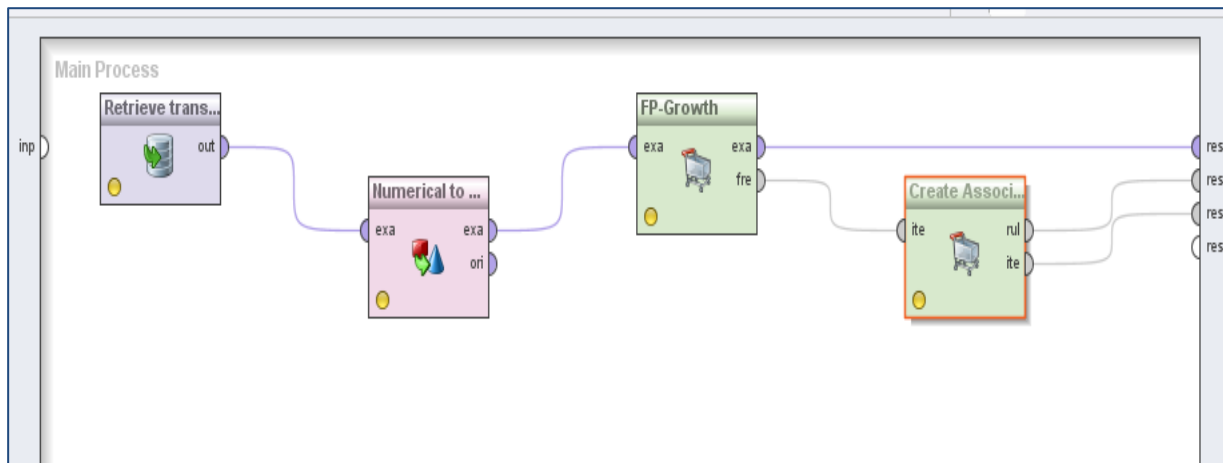 Main Process
Retrieve trans...
inp
out
Numerical to ...
exa
exa
ori
FP-Growth
exa
exa
fre
Create Associ...
ite
rul
ite
res
res
res
res